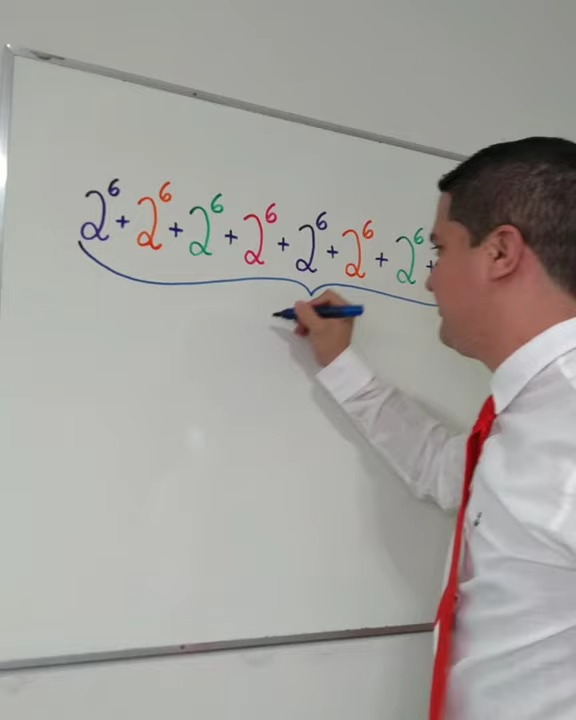 2⁶ + 2⁶ + 2⁶ + 2⁶ + 2⁶ + 2⁶ + 2⁶ +